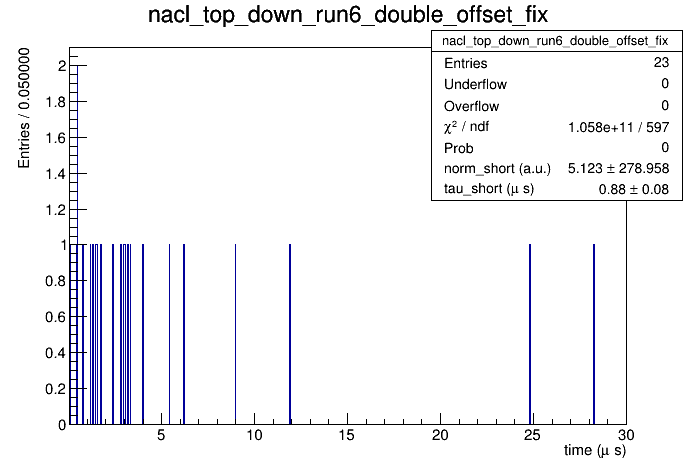 nacl_top_down_run6_double_offset_fix
nacl_top_down_run6_double_offset_fix
Entries 23
Underflow 0
Overflow 0
χ² / ndf 1.058e+11 / 597
Prob 0
norm_short (a.u.) 5.123 ± 278.958
tau_short (μ s) 0.88 ± 0.08
Entries / 0.050000
2
1.8
1.6
1.4
1.2
1
0.8
0.6
0.4
0.2
0
5 10 15 20 25 30
time (μ s)